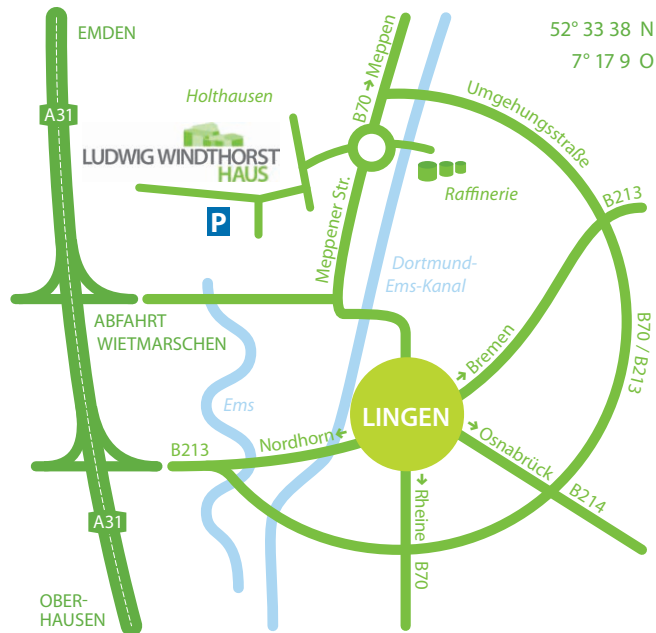 EMDEN
52° 33 38 N
7° 17 9 O
A31
Holthausen
B70 → Meppen
Umgehungsstraße
LUDWIG WINDTHORST
HAUS
P
Raffinerie
B213
Meppener Str.
Dortmund-
Ems-Kanal
ABFAHRT
WIETMARSCHEN
B70 / B213
→ Bremen
Ems
LINGEN
B213
Nordhorn ←
→ Osnabrück
B214
→ Rheine
B70
A31
OBER-
HAUSEN